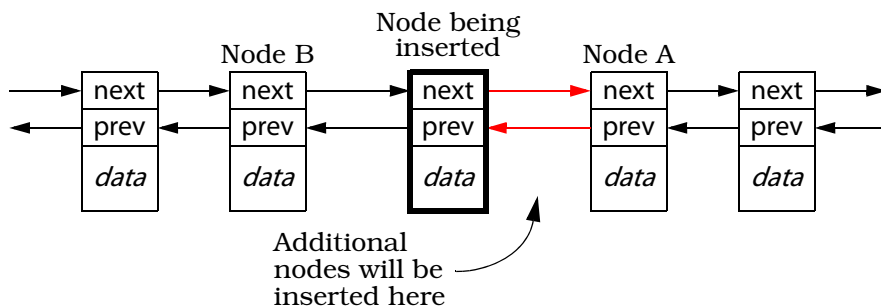 Node being
inserted
Node B
Node A
next next next next next
prev prev prev prev prev
data data data data data
Additional
nodes will be
inserted here